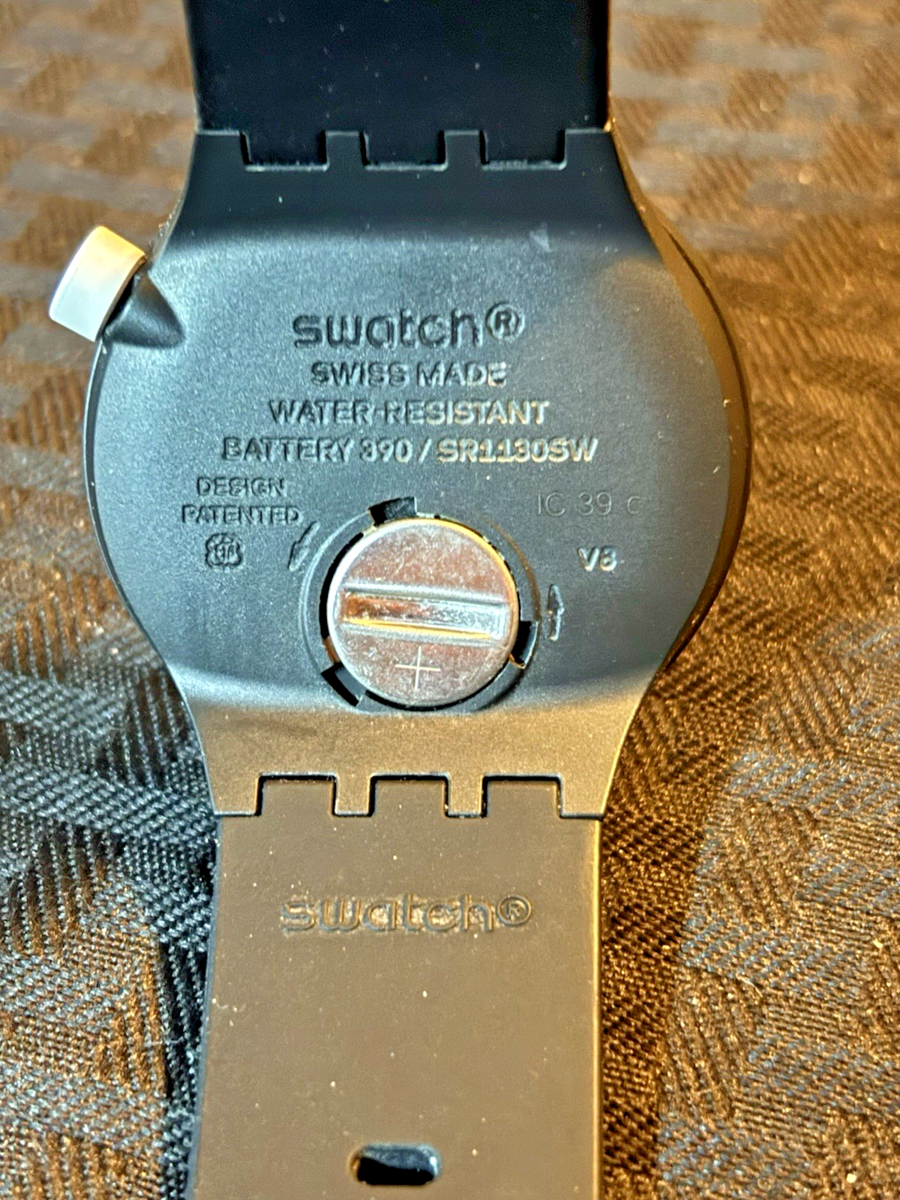 swatch®
SWISS MADE
WATER-RESISTANT
BATTERY 390 / SR1130SW
DESIGN
PATENTED
IC 39 c
V8
+
swatch®